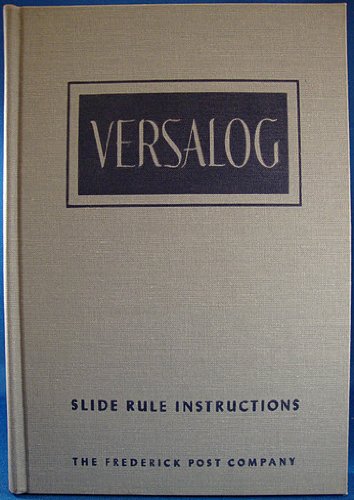 VERSALOG
SLIDE RULE INSTRUCTIONS
THE FREDERICK POST COMPANY